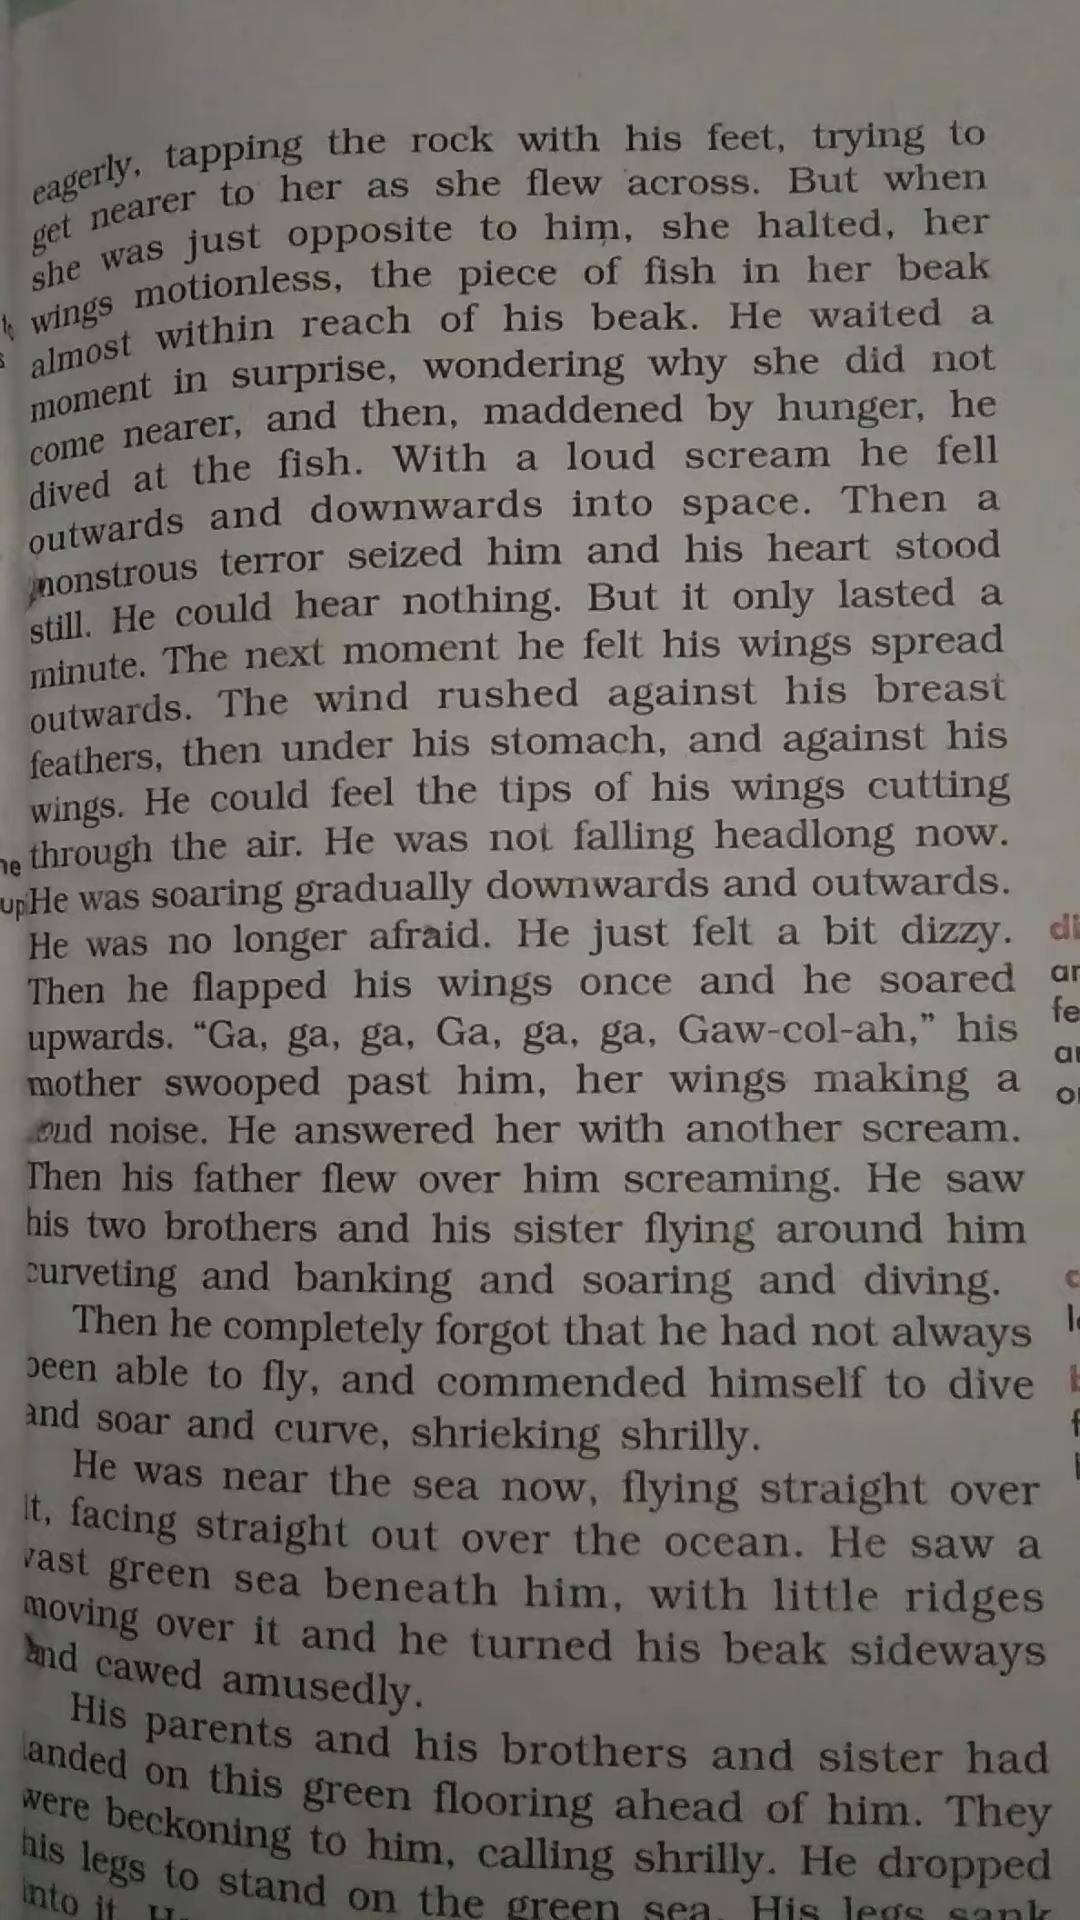 eagerly, tapping the rock with his feet, trying to
get nearer to her as she flew across. But when
she was just opposite to him, she halted, her
wings motionless, the piece of fish in her beak
almost within reach of his beak. He waited a
moment in surprise, wondering why she did not
come nearer, and then, maddened by hunger, he
dived at the fish. With a loud scream he fell
outwards and downwards into space. Then a
monstrous terror seized him and his heart stood
still. He could hear nothing. But it only lasted a
minute. The next moment he felt his wings spread
outwards. The wind rushed against his breast
feathers, then under his stomach, and against his
wings. He could feel the tips of his wings cutting
through the air. He was not falling headlong now.
up He was soaring gradually downwards and outwards.
He was no longer afraid. He just felt a bit dizzy.
Then he flapped his wings once and he soared
upwards. “Ga, ga, ga, Ga, ga, ga, Gaw-col-ah,” his
mother swooped past him, her wings making a
oud noise. He answered her with another scream.
Then his father flew over him screaming. He saw
his two brothers and his sister flying around him
curveting and banking and soaring and diving.
Then he completely forgot that he had not always
been able to fly, and commended himself to dive
and soar and curve, shrieking shrilly.
He was near the sea now, flying straight over
it, facing straight out over the ocean. He saw a
vast green sea beneath him, with little ridges
moving over it and he turned his beak sideways
and cawed amusedly.
His parents and his brothers and sister had
landed on this green flooring ahead of him. They
were beckoning to him, calling shrilly. He dropped
his legs to stand on the green sea. His legs sank
into it.